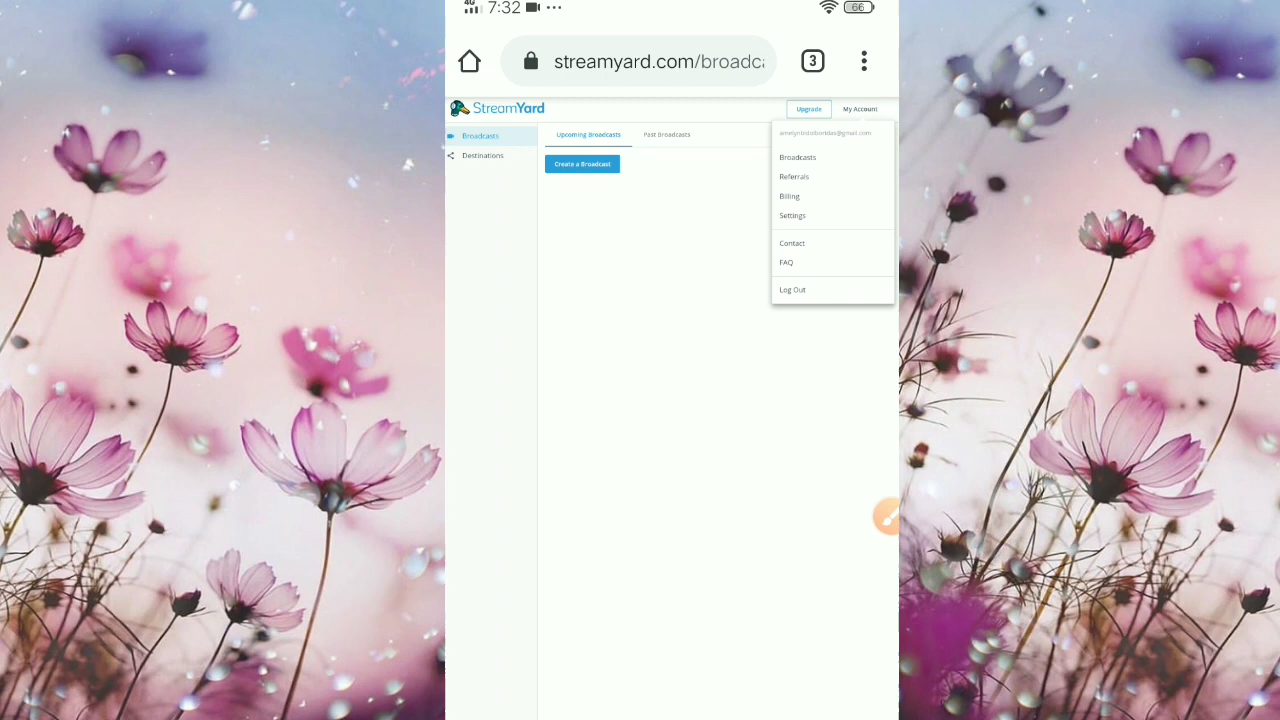 4G 7:32 ... 66
streamyard.com/broadca
3
StreamYard
Upgrade My Account
Broadcasts
Destinations
Upcoming Broadcasts Past Broadcasts
Create a Broadcast
Broadcasts
Referrals
Billing
Settings
Contact
FAQ
Log Out